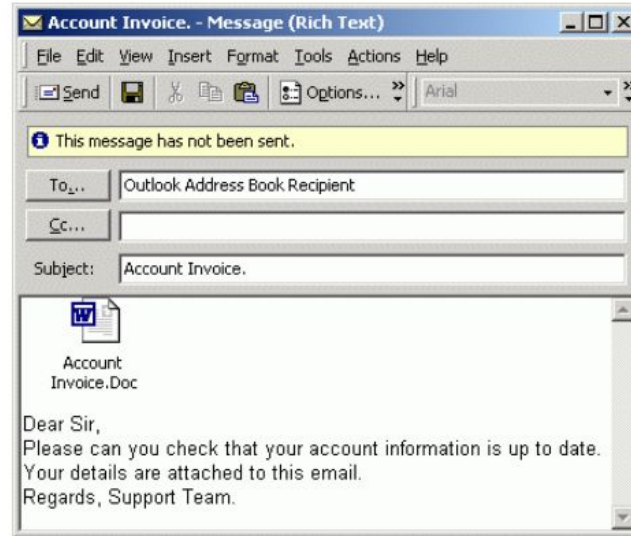 Account Invoice. - Message (Rich Text)
File Edit View Insert Format Tools Actions Help
Send Options... Arial
This message has not been sent.
To... Outlook Address Book Recipient
Cc...
Subject: Account Invoice.
W
Account
Invoice.Doc
Dear Sir,
Please can you check that your account information is up to date.
Your details are attached to this email.
Regards, Support Team.